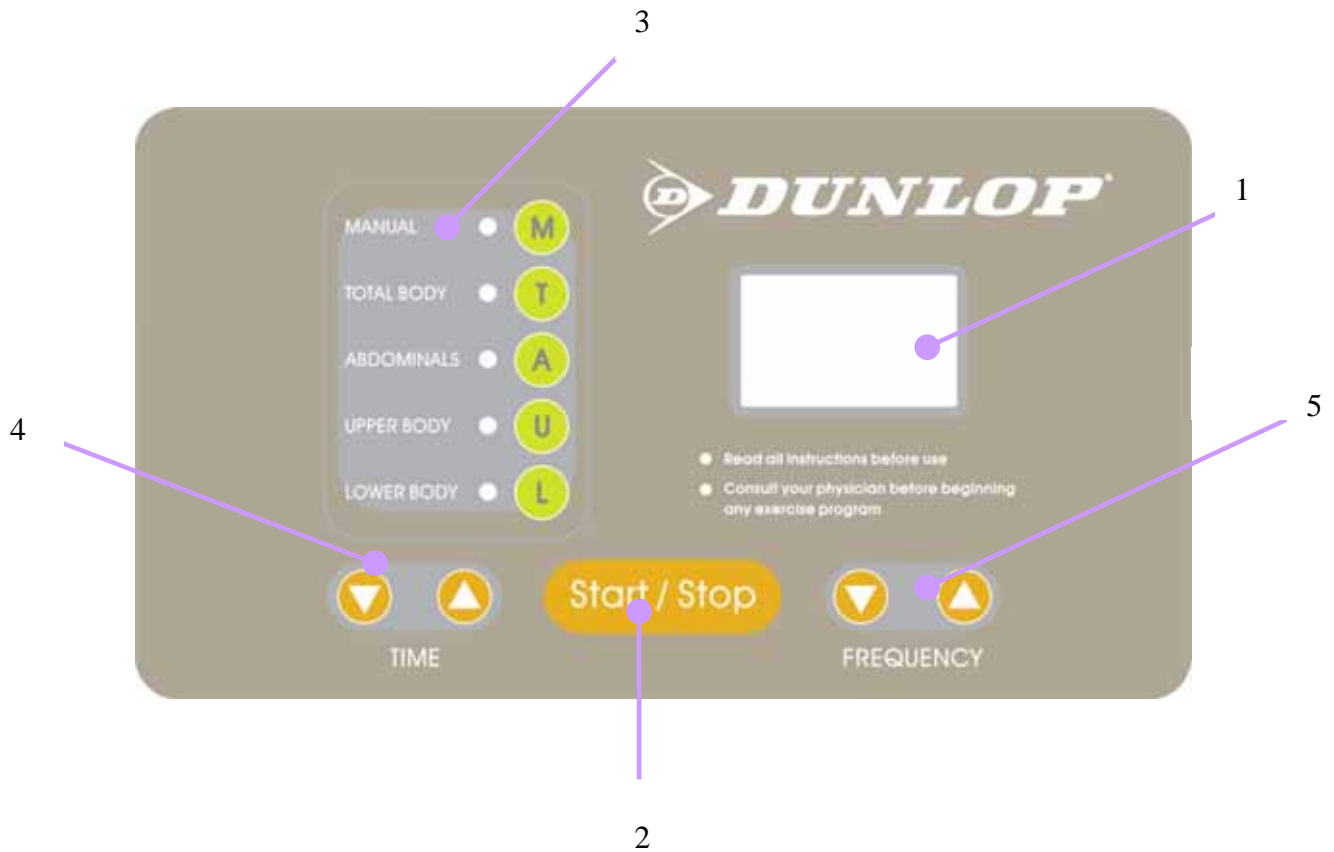 3
DUNLOP
1
MANUAL M
TOTAL BODY T
ABDOMINALS A
UPPER BODY U
LOWER BODY L
Read all instructions before use
Consult your physician before beginning
any exercise program
4
5
Start / Stop
TIME
FREQUENCY
2